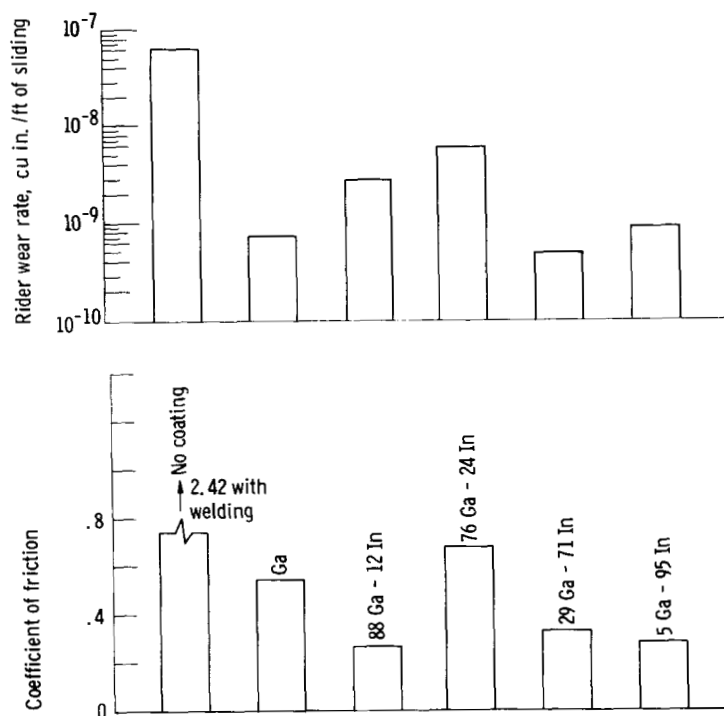 Rider wear rate, cu in. /ft of sliding
10-7
10-8
10-9
10-10
Coefficient of friction
.8
.4
0
No coating
2.42 with
welding
Ga
88 Ga - 12 In
76 Ga - 24 In
29 Ga - 71 In
5 Ga - 95 In